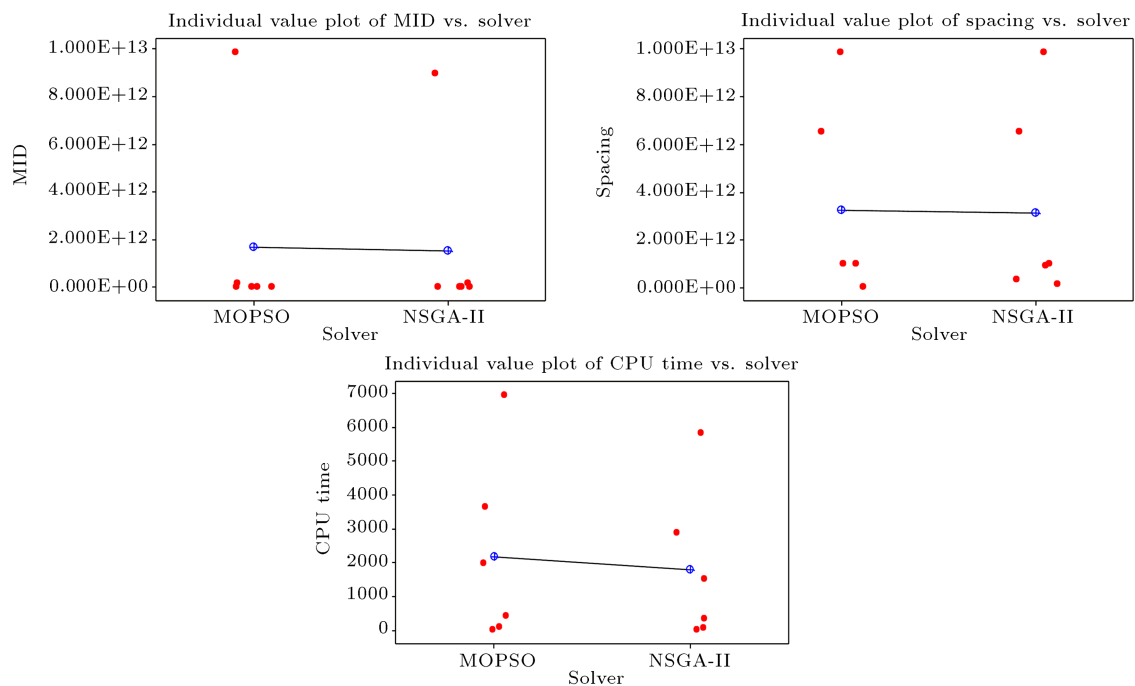 Individual value plot of MID vs. solver
1.000E+13
8.000E+12
6.000E+12
4.000E+12
2.000E+12
0.000E+00
MID
MOPSO
NSGA-II
Solver
Individual value plot of spacing vs. solver
1.000E+13
8.000E+12
6.000E+12
4.000E+12
2.000E+12
0.000E+00
Spacing
MOPSO
NSGA-II
Solver
Individual value plot of CPU time vs. solver
7000
6000
5000
4000
3000
2000
1000
0
CPU time
MOPSO
NSGA-II
Solver